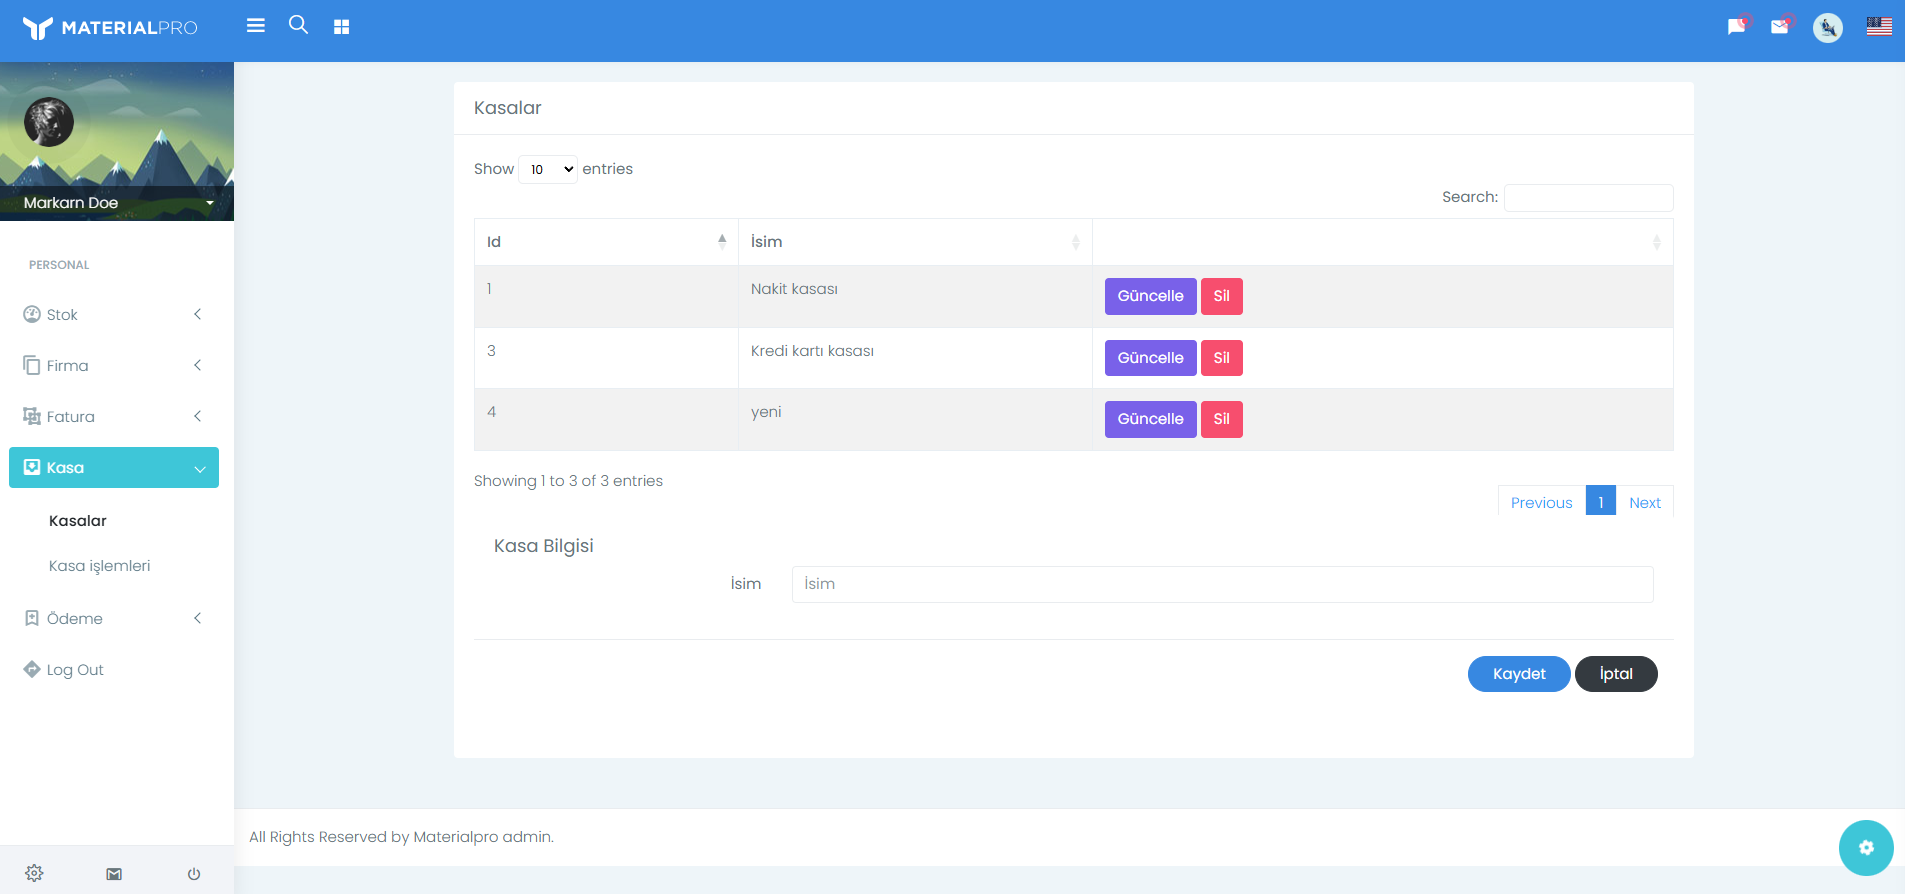 MATERIALPRO
Markarn Doe
PERSONAL
Stok
Firma
Fatura
Kasa
Kasalar
Kasa işlemleri
Ödeme
Log Out
Kasalar
Show 10 entries
Search:
Id İsim
1 Nakit kasası Güncelle Sil
3 Kredi kartı kasası Güncelle Sil
4 yeni Güncelle Sil
Showing 1 to 3 of 3 entries
Previous 1 Next
Kasa Bilgisi
İsim İsim
Kaydet İptal
All Rights Reserved by Materialpro admin.